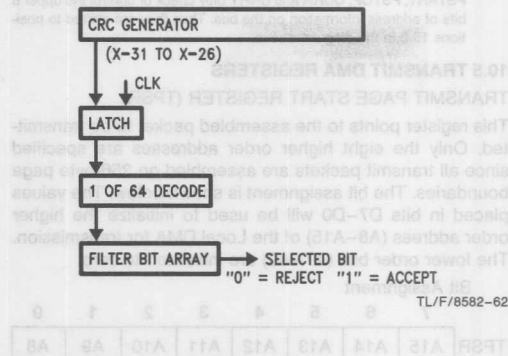 CRC GENERATOR
(X-31 TO X-26)
CLK
LATCH
1 OF 64 DECODE
FILTER BIT ARRAY
SELECTED BIT
"0" = REJECT "1" = ACCEPT
TL/F/8582-62
10.5 TRANSMIT DMA REGISTERS
TRANSMIT PAGE START REGISTER (TPSR)
This register points to the assembled packet to be transmit-
ted. Only the eight higher order addresses are specified
since all transmit packets are assembled on 256-byte page
boundaries. The bit assignment is shown below. The values
placed in bits D7–D0 will be used to initialize the higher
order address (A8–A15) of the Local DMA for transmission.
The lower order bits
Bit Assignment
7 6 5 4 3 2 1 0
TPSR A15 A14 A13 A12 A11 A10 A9 A8